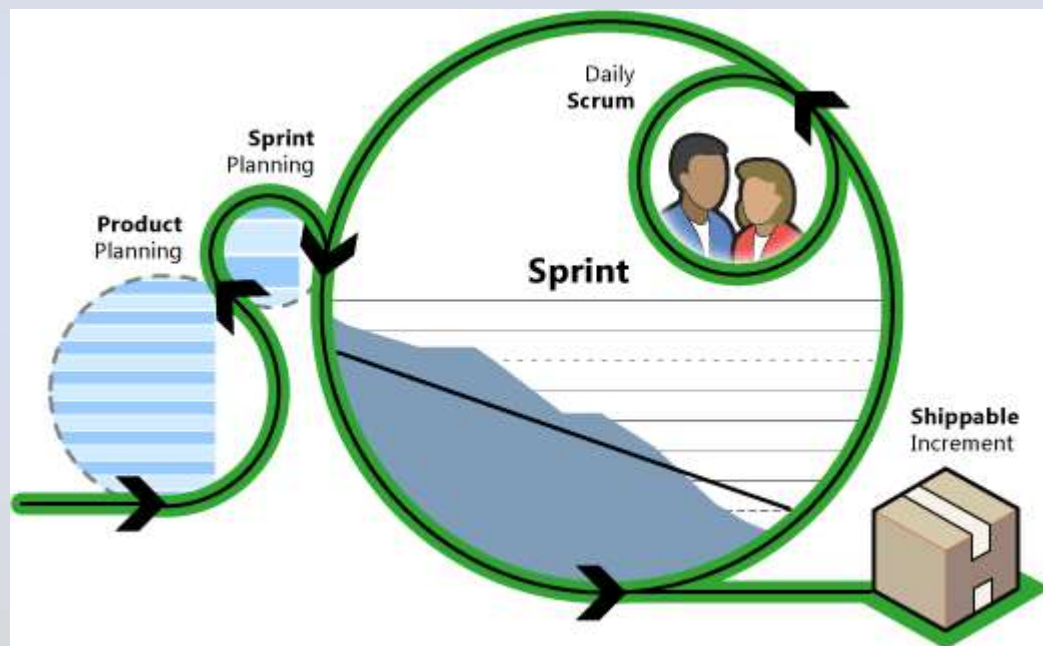 Product
Planning
Sprint
Planning
Daily
Scrum
Sprint
Shippable
Increment